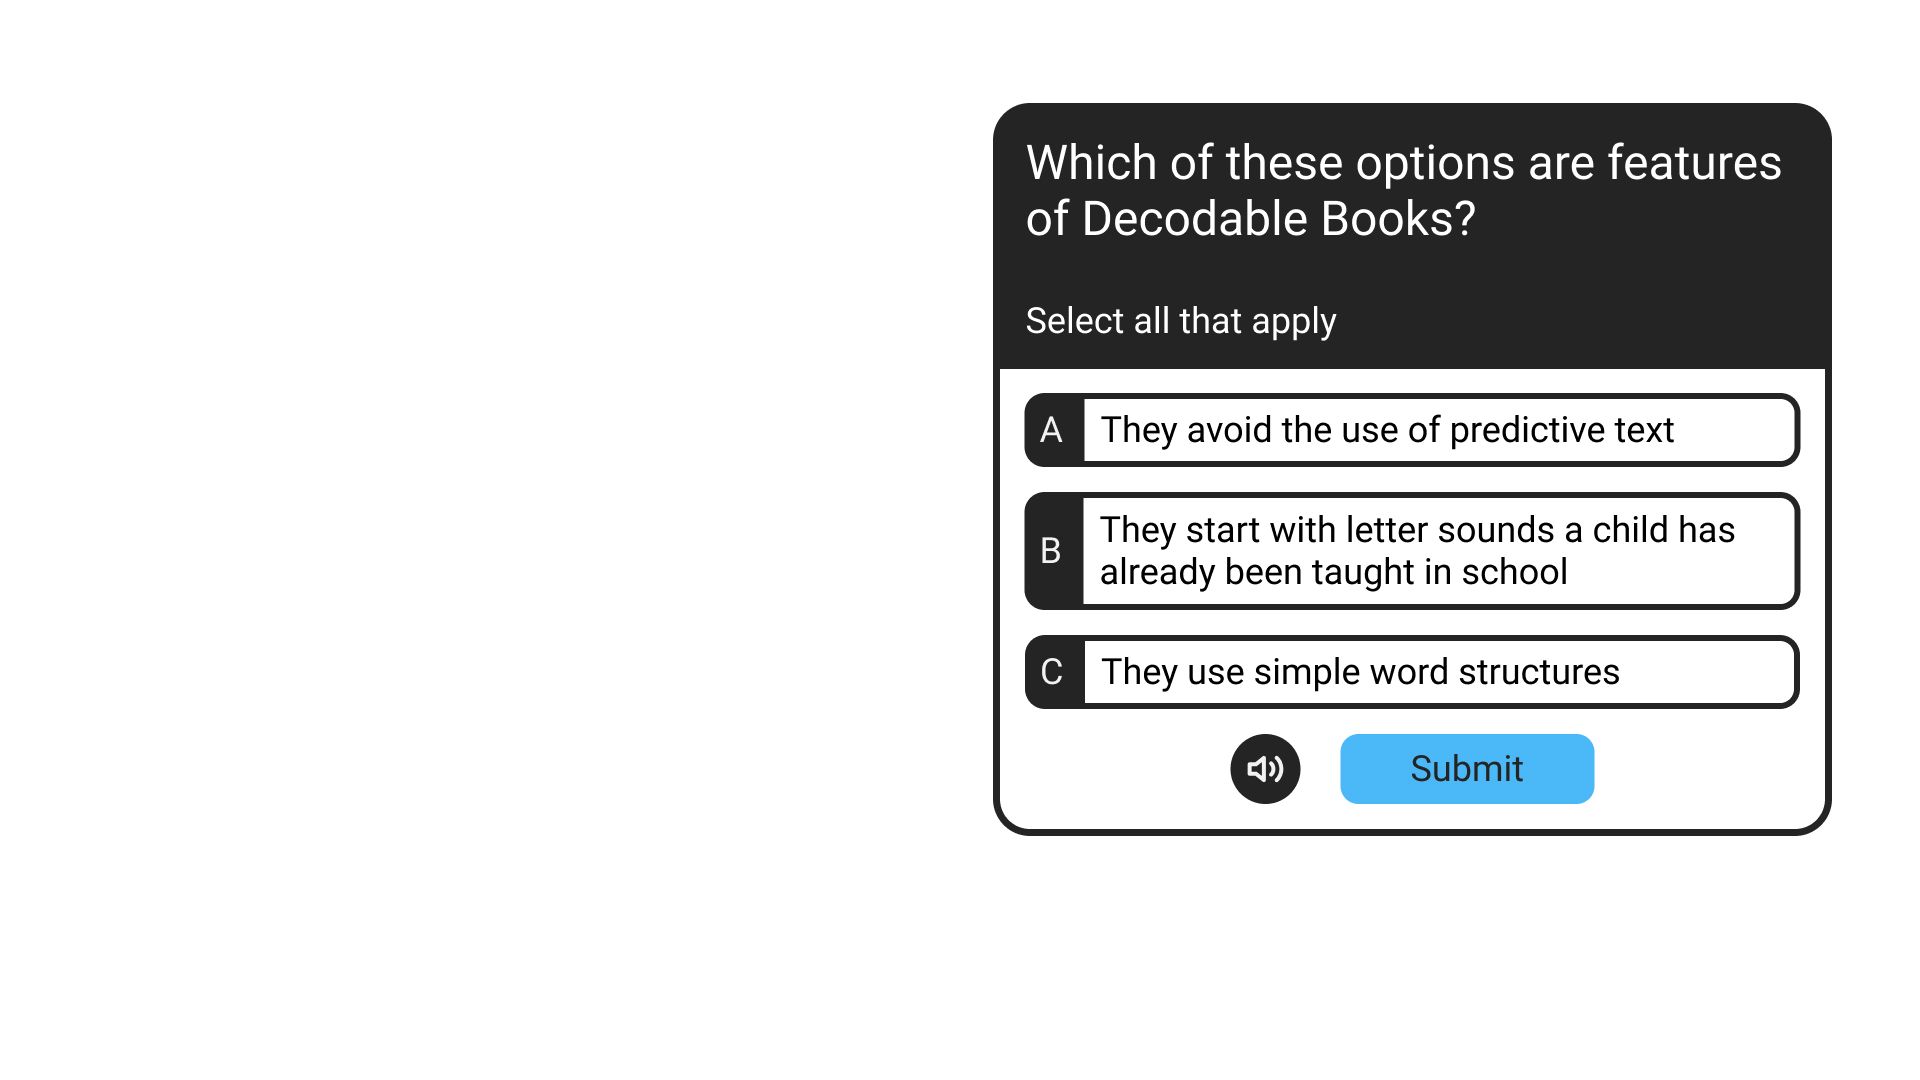 Which of these options are features
of Decodable Books?
Select all that apply
A They avoid the use of predictive text
B They start with letter sounds a child has
already been taught in school
C They use simple word structures
Submit